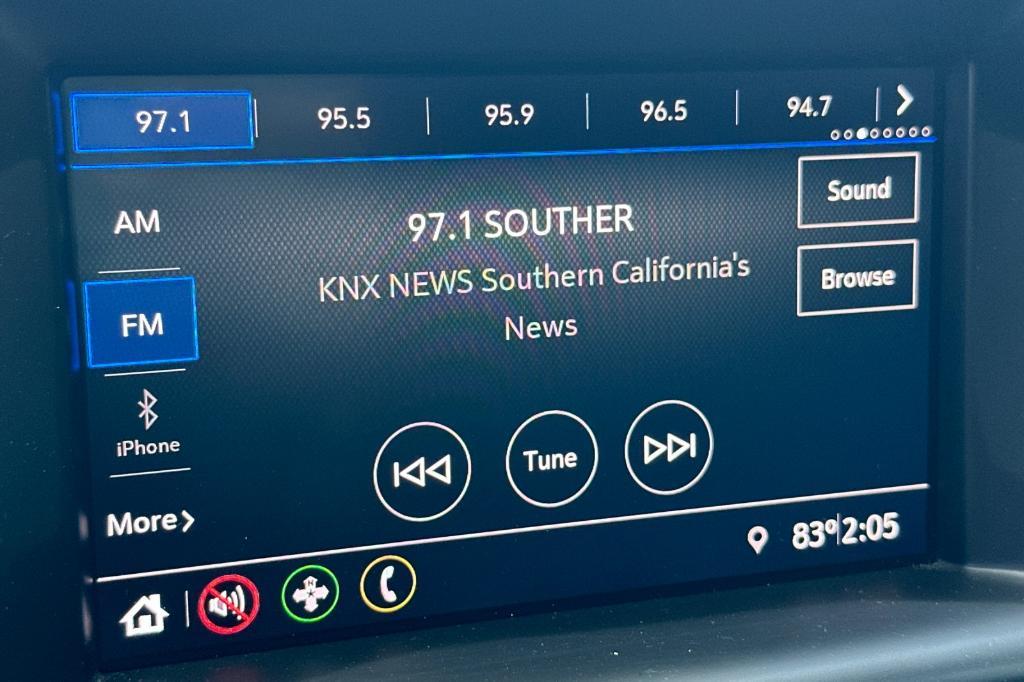 97.1 95.5 95.9 96.5 94.7
Sound
AM
97.1 SOUTHER
KNX NEWS Southern California's
News
Browse
FM
iPhone
Tune
More
83° 2:05
N